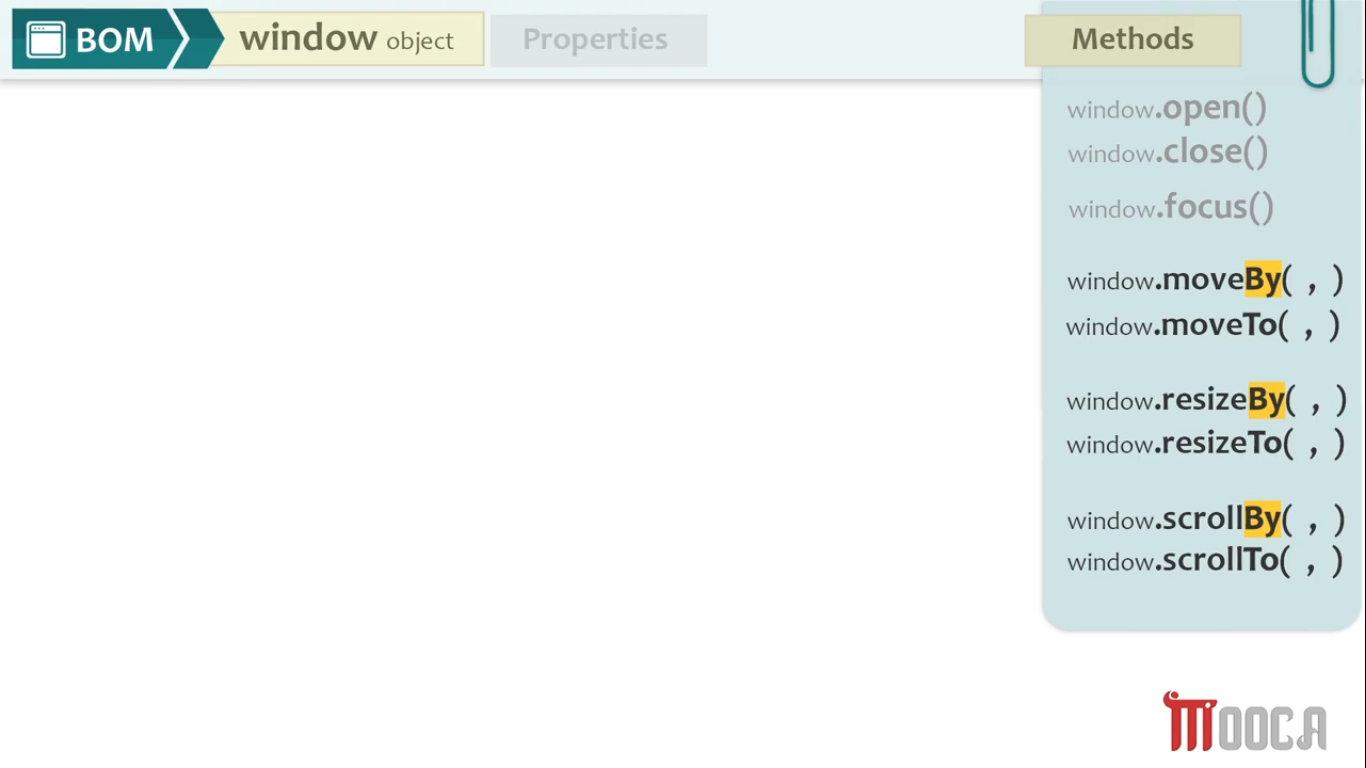 BOM window object Properties Methods
window.open()
window.close()
window.focus()
window.moveBy( , )
window.moveTo( , )
window.resizeBy( , )
window.resizeTo( , )
window.scrollBy( , )
window.scrollTo( , )
MOOCA